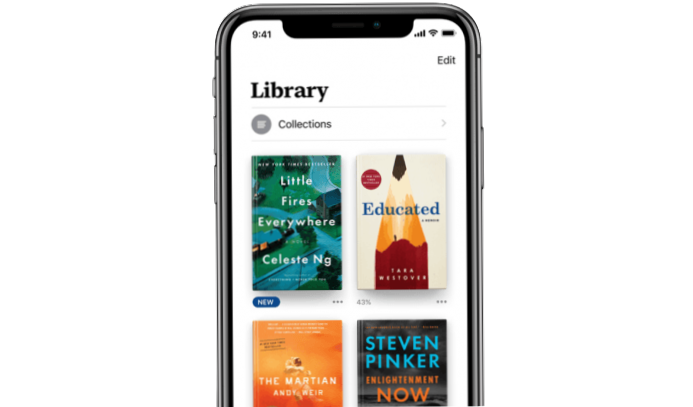 9:41
Edit
Library
Collections
NEW YORK TIMES BESTSELLER
Little
Fires
Everywhere
A NOVEL
Celeste Ng
Educated
A MEMOIR
TARA
WESTOVER
NEW
43%
THE MARTIAN
ANDY WEIR
STEVEN
PINKER
ENLIGHTENMENT
NOW